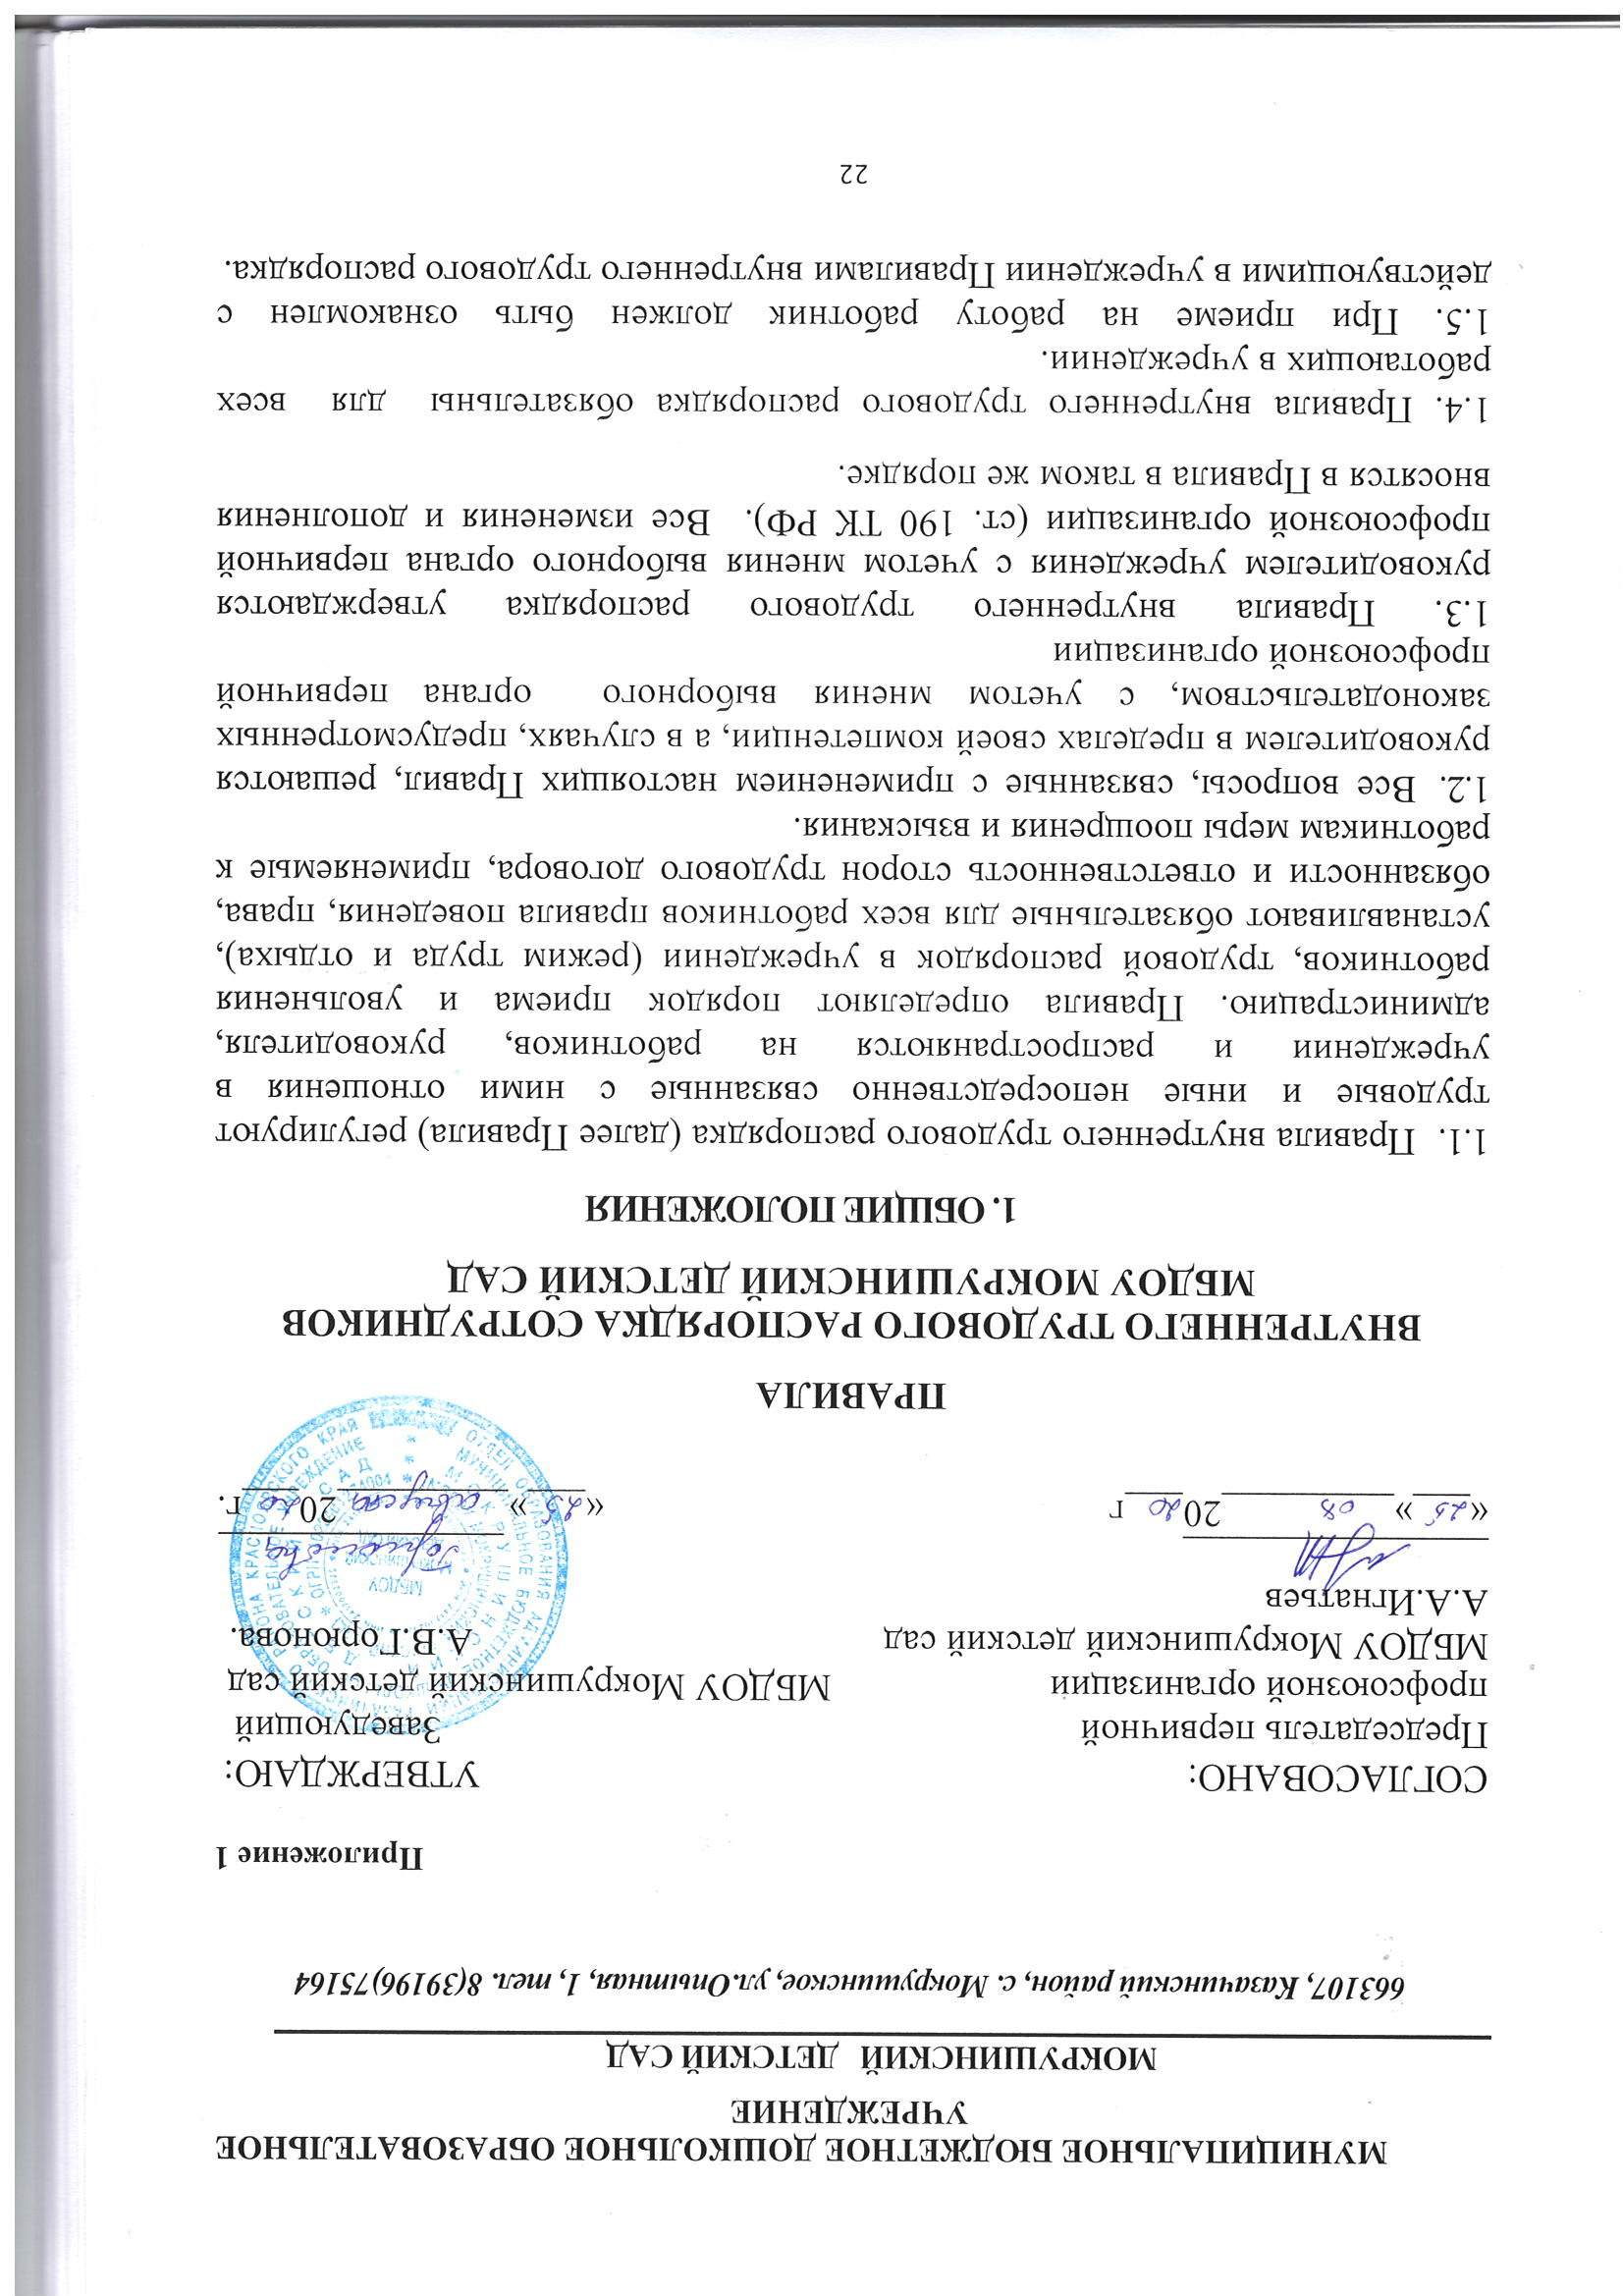 МУНИЦИПАЛЬНОЕ БЮДЖЕТНОЕ ДОШКОЛЬНОЕ ОБРАЗОВАТЕЛЬНОЕ
УЧРЕЖДЕНИЕ
МОКРУШИНСКИЙ ДЕТСКИЙ САД
663107, Казачинский район, с. Мокрушинское, ул.Опытная, 1, тел. 8(39196)75164
Приложение 1
СОГЛАСОВАНО:
Председатель первичной
профсоюзной организации
МБДОУ Мокрушинский детский сад
А.А.Игнатьев
«25» 08 2020 г
УТВЕРЖДАЮ:
Заведующий
МБДОУ Мокрушинский детский сад
А.В.Горюнова.
Горюнова
«25» августа 2020 г.
ПРАВИЛА
ВНУТРЕННЕГО ТРУДОВОГО РАСПОРЯДКА СОТРУДНИКОВ
МБДОУ МОКРУШИНСКИЙ ДЕТСКИЙ САД
1. ОБЩИЕ ПОЛОЖЕНИЯ
1.1. Правила внутреннего трудового распорядка (далее Правила) регулируют
трудовые и иные непосредственно связанные с ними отношения в
учреждении и распространяются на работников, руководителя,
администрацию. Правила определяют порядок приема и увольнения
работников, трудовой распорядок в учреждении (режим труда и отдыха),
устанавливают обязательные для всех работников правила поведения, права,
обязанности и ответственность сторон трудового договора, применяемые к
работникам меры поощрения и взыскания.
1.2. Все вопросы, связанные с применением настоящих Правил, решаются
руководителем в пределах своей компетенции, а в случаях, предусмотренных
законодательством, с учетом мнения выборного органа первичной
профсоюзной организации
1.3. Правила внутреннего трудового распорядка утверждаются
руководителем учреждения с учетом мнения выборного органа первичной
профсоюзной организации (ст. 190 ТК РФ). Все изменения и дополнения
вносятся в Правила в таком же порядке.
1.4. Правила внутреннего трудового распорядка обязательны для всех
работающих в учреждении.
1.5. При приеме на работу работник должен быть ознакомлен с
действующими в учреждении Правилами внутреннего трудового распорядка.
22